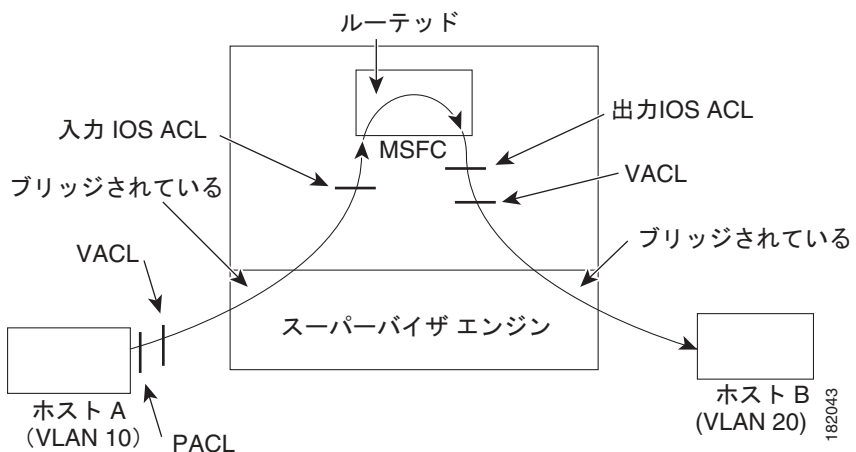 ルーテッド
入力 IOS ACL
出力IOS ACL
MSFC
ブリッジされている
VACL
VACL
ブリッジされている
スーパーバイザ エンジン
ホスト A
（VLAN 10）
PACL
ホスト B
(VLAN 20)
182043